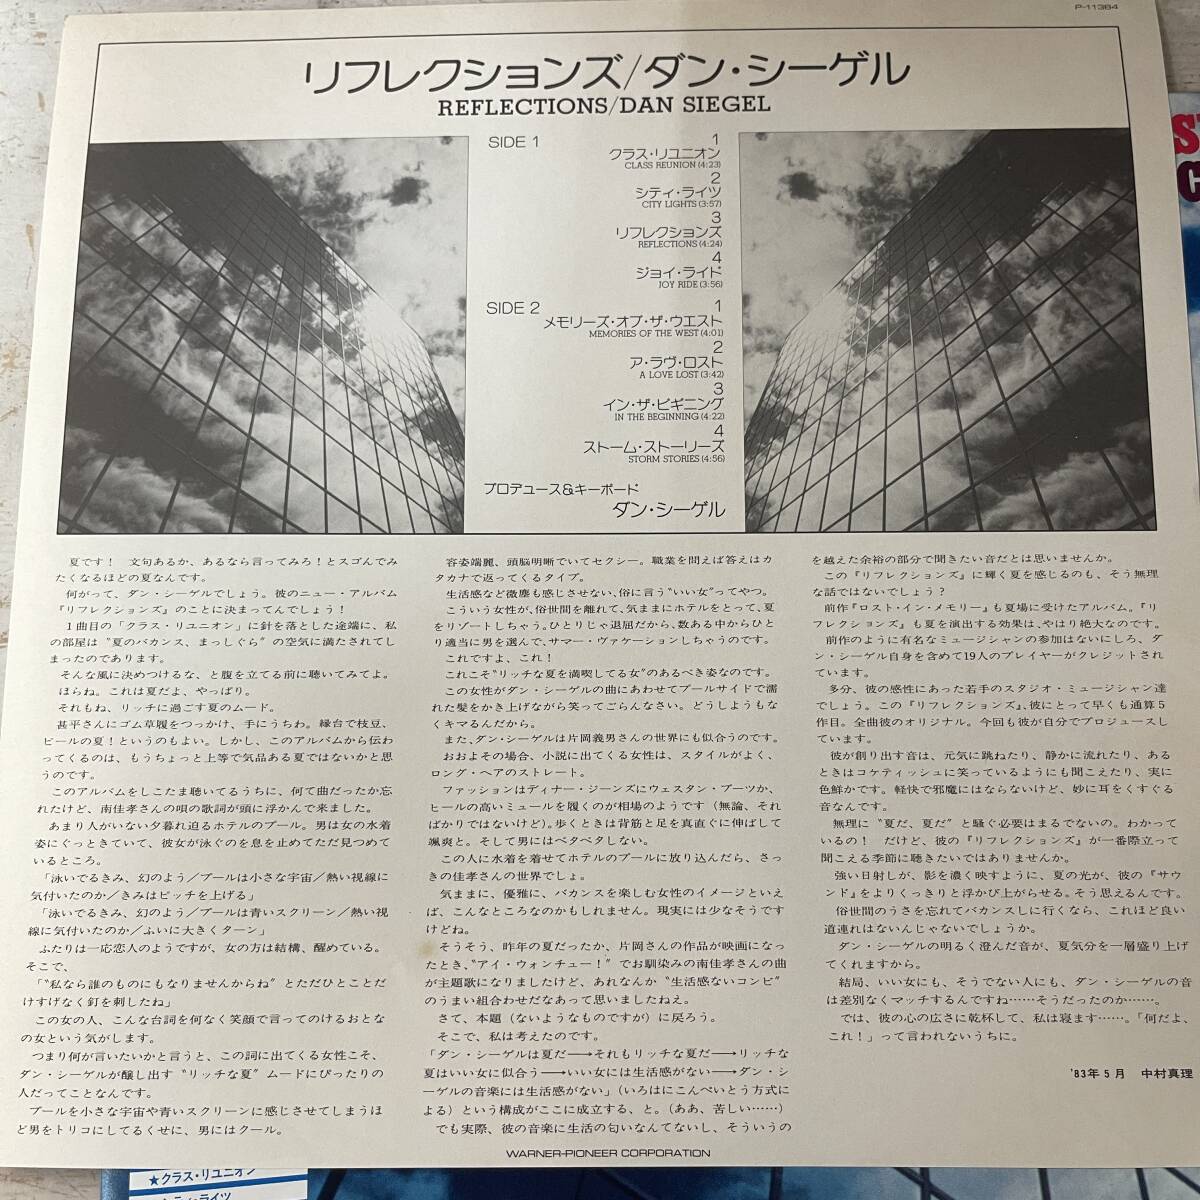 P-11384
リフレクションズ/ダン・シーゲル
REFLECTIONS/DAN SIEGEL
SIDE 1
1
クラス・リユニオン
CLASS REUNION (4:23)
2
シティ・ライツ
CITY LIGHTS (3:57)
3
リフレクションズ
REFLECTIONS (4:24)
4
ジョイ・ライド
JOY RIDE (3:56)
SIDE 2
1
メモリーズ・オブ・ザ・ウエスト
MEMORIES OF THE WEST (4:01)
2
ア・ラヴ・ロスト
A LOVE LOST (3:42)
3
イン・ザ・ビギニング
IN THE BEGINNING (4:22)
4
ストーム・ストーリーズ
STORM STORIES (4:56)
プロデュース&キーボード
ダン・シーゲル
夏です！　文句あるか、あるなら言ってみろ！とスゴんでみ
たくなるほどの夏なんです。
何がって、ダン・シーゲルでしょう。彼のニュー・アルバム
『リフレクションズ』のことに決まってんでしょう！
1曲目の「クラス・リユニオン」に針を落とした途端に、私
の部屋は〝夏のバカンス、まっしぐら〟の空気に満たされてし
まったのであります。
そんな風に決めつけるな、と腹を立てる前に聴いてみてよ。
ほらね。これは夏だよ、やっぱり。
それもね、リッチに過ごす夏のムード。
甚平さんにゴム草履をつっかけ、手にうちわ。縁台で枝豆、
ビールの夏！というのもよい。しかし、このアルバムから伝わ
ってくるのは、もうちょっと上等で気品ある夏ではないかと思
うのです。
このアルバムをしこたま聴いてるうちに、何て曲だったか忘
れたけど、南佳孝さんの唄の歌詞が頭に浮かんで来ました。
あまり人がいない夕暮れ迫るホテルのプール。男は女の水着
姿にぐっときていて、彼女が泳ぐのを息を止めてただ見つめて
いるところ。
「泳いでるきみ、幻のよう／プールは小さな宇宙／熱い視線に
気付いたのか／きみはピッチを上げる」
「泳いでるきみ、幻のよう／プールは青いスクリーン／熱い視
線に気付いたのか／ふいに大きくターン」
ふたりは一応恋人のようですが、女の方は結構、醒めている。
そこで、
「〝私なら誰のものにもなりませんからね〟とただひとことだ
けすげなく釘を刺したね」
この女の人、こんな台詞を何なく笑顔で言ってのけるおとな
の女という気がします。
つまり何が言いたいかと言うと、この詞に出てくる女性こそ、
ダン・シーゲルが醸し出す〝リッチな夏〟ムードにぴったりの
人だってことなんです。
プールを小さな宇宙や青いスクリーンに感じさせてしまうほ
ど男をトリコにしてるくせに、男にはクール。
容姿端麗、頭脳明晰でいてセクシー。職業を問えば答えはカ
タカナで返ってくるタイプ。
生活感など微塵も感じさせない、俗に言う〝いい女〟ってやつ。
こういう女性が、俗世間を離れて、気ままにホテルをとって、夏
をリゾートしちゃう。ひとりじゃ退屈だから、数ある中からひと
り適当に男を選んで、サマー・ヴァケーションしちゃうのです。
これですよ、これ！
これこそ〝リッチな夏を満喫してる女〟のあるべき姿なのです。
この女性がダン・シーゲルの曲にあわせてプールサイドで濡
れた髪をかき上げながら笑ってごらんなさい。どうしようもな
くキマるんだから。
また、ダン・シーゲルは片岡義男さんの世界にも似合うのです。
おおよその場合、小説に出てくる女性は、スタイルがよく、
ロング・ヘアのストレート。
ファッションはディナー・ジーンズにウェスタン・ブーツか、
ヒールの高いミュールを履くのが相場のようです（無論、それ
ばかりではないけど）。歩くときは背筋と足を真直ぐに伸ばして
颯爽と。そして男にはベタベタしない。
この人に水着を着せてホテルのプールに放り込んだら、さっ
きの佳孝さんの世界でしょ。
気ままに、優雅に、バカンスを楽しむ女性のイメージといえ
ば、こんなところなのかもしれません。現実には少なそうです
けどね。
そうそう、昨年の夏だったか、片岡さんの作品が映画になっ
たとき、〝アイ・ウォンチュー！〟でお馴染みの南佳孝さんの曲
が主題歌になりましたけど、あれなんか〝生活感ないコンビ〟
のうまい組合わせだなあって思いましたねえ。
さて、本題（ないようなものですが）に戻ろう。
そこで、私は考えたのです。
「ダン・シーゲルは夏だ→それもリッチな夏だ→リッチな
夏はいい女に似合う→いい女には生活感がない→ダン・シ
ーゲルの音楽には生活感がない」（いろはにこんぺいとう方式に
よる）という構成がここに成立する、と。（ああ、苦しい……）
でも実際、彼の音楽に生活の匂いなんてないし、そういうの
を越えた余裕の部分で聞きたい音だとは思いませんか。
この『リフレクションズ』に輝く夏を感じるのも、そう無理
な話ではないでしょう？
前作『ロスト・イン・メモリー』も夏場に受けたアルバム。『リ
フレクションズ』も夏を演出する効果は、やはり絶大なのです。
前作のように有名なミュージシャンの参加はないにしろ、ダ
ン・シーゲル自身を含めて19人のプレイヤーがクレジットされ
ています。
多分、彼の感性にあった若手のスタジオ・ミュージシャン達
でしょう。この『リフレクションズ』、彼にとって早くも通算5
作目。全曲彼のオリジナル。今回も彼が自分でプロジュースし
ています。
彼が創り出す音は、元気に跳ねたり、静かに流れたり、ある
ときはコケティッシュに笑っているようにも聞こえたり、実に
色鮮かです。軽快で邪魔にはならないけど、妙に耳をくすぐる
音なんです。
無理に〝夏だ、夏だ〟と騒ぐ必要はまるでないの。わかって
いるの！　だけど、彼の『リフレクションズ』が一番際立って
聞こえる季節に聴きたいではありませんか。
強い日射しが、影を濃く映すように、夏の光が、彼の『サウ
ンド』をよりくっきりと浮かび上がらせる。そう思えるんです。
俗世間のうさを忘れてバカンスしに行くなら、これほど良い
道連れはないんじゃないでしょうか。
ダン・シーゲルの明るく澄んだ音が、夏気分を一層盛り上げ
てくれますから。
結局、いい女にも、そうでない人にも、ダン・シーゲルの音
は差別なくマッチするんですね……そうだったのか……。
では、彼の心の広さに乾杯して、私は寝ます……。「何だよ、
これ！」って言われないうちに。
'83年5月　中村真理
WARNER-PIONEER CORPORATION
★クラス・リユニオン
シティ・ライツ